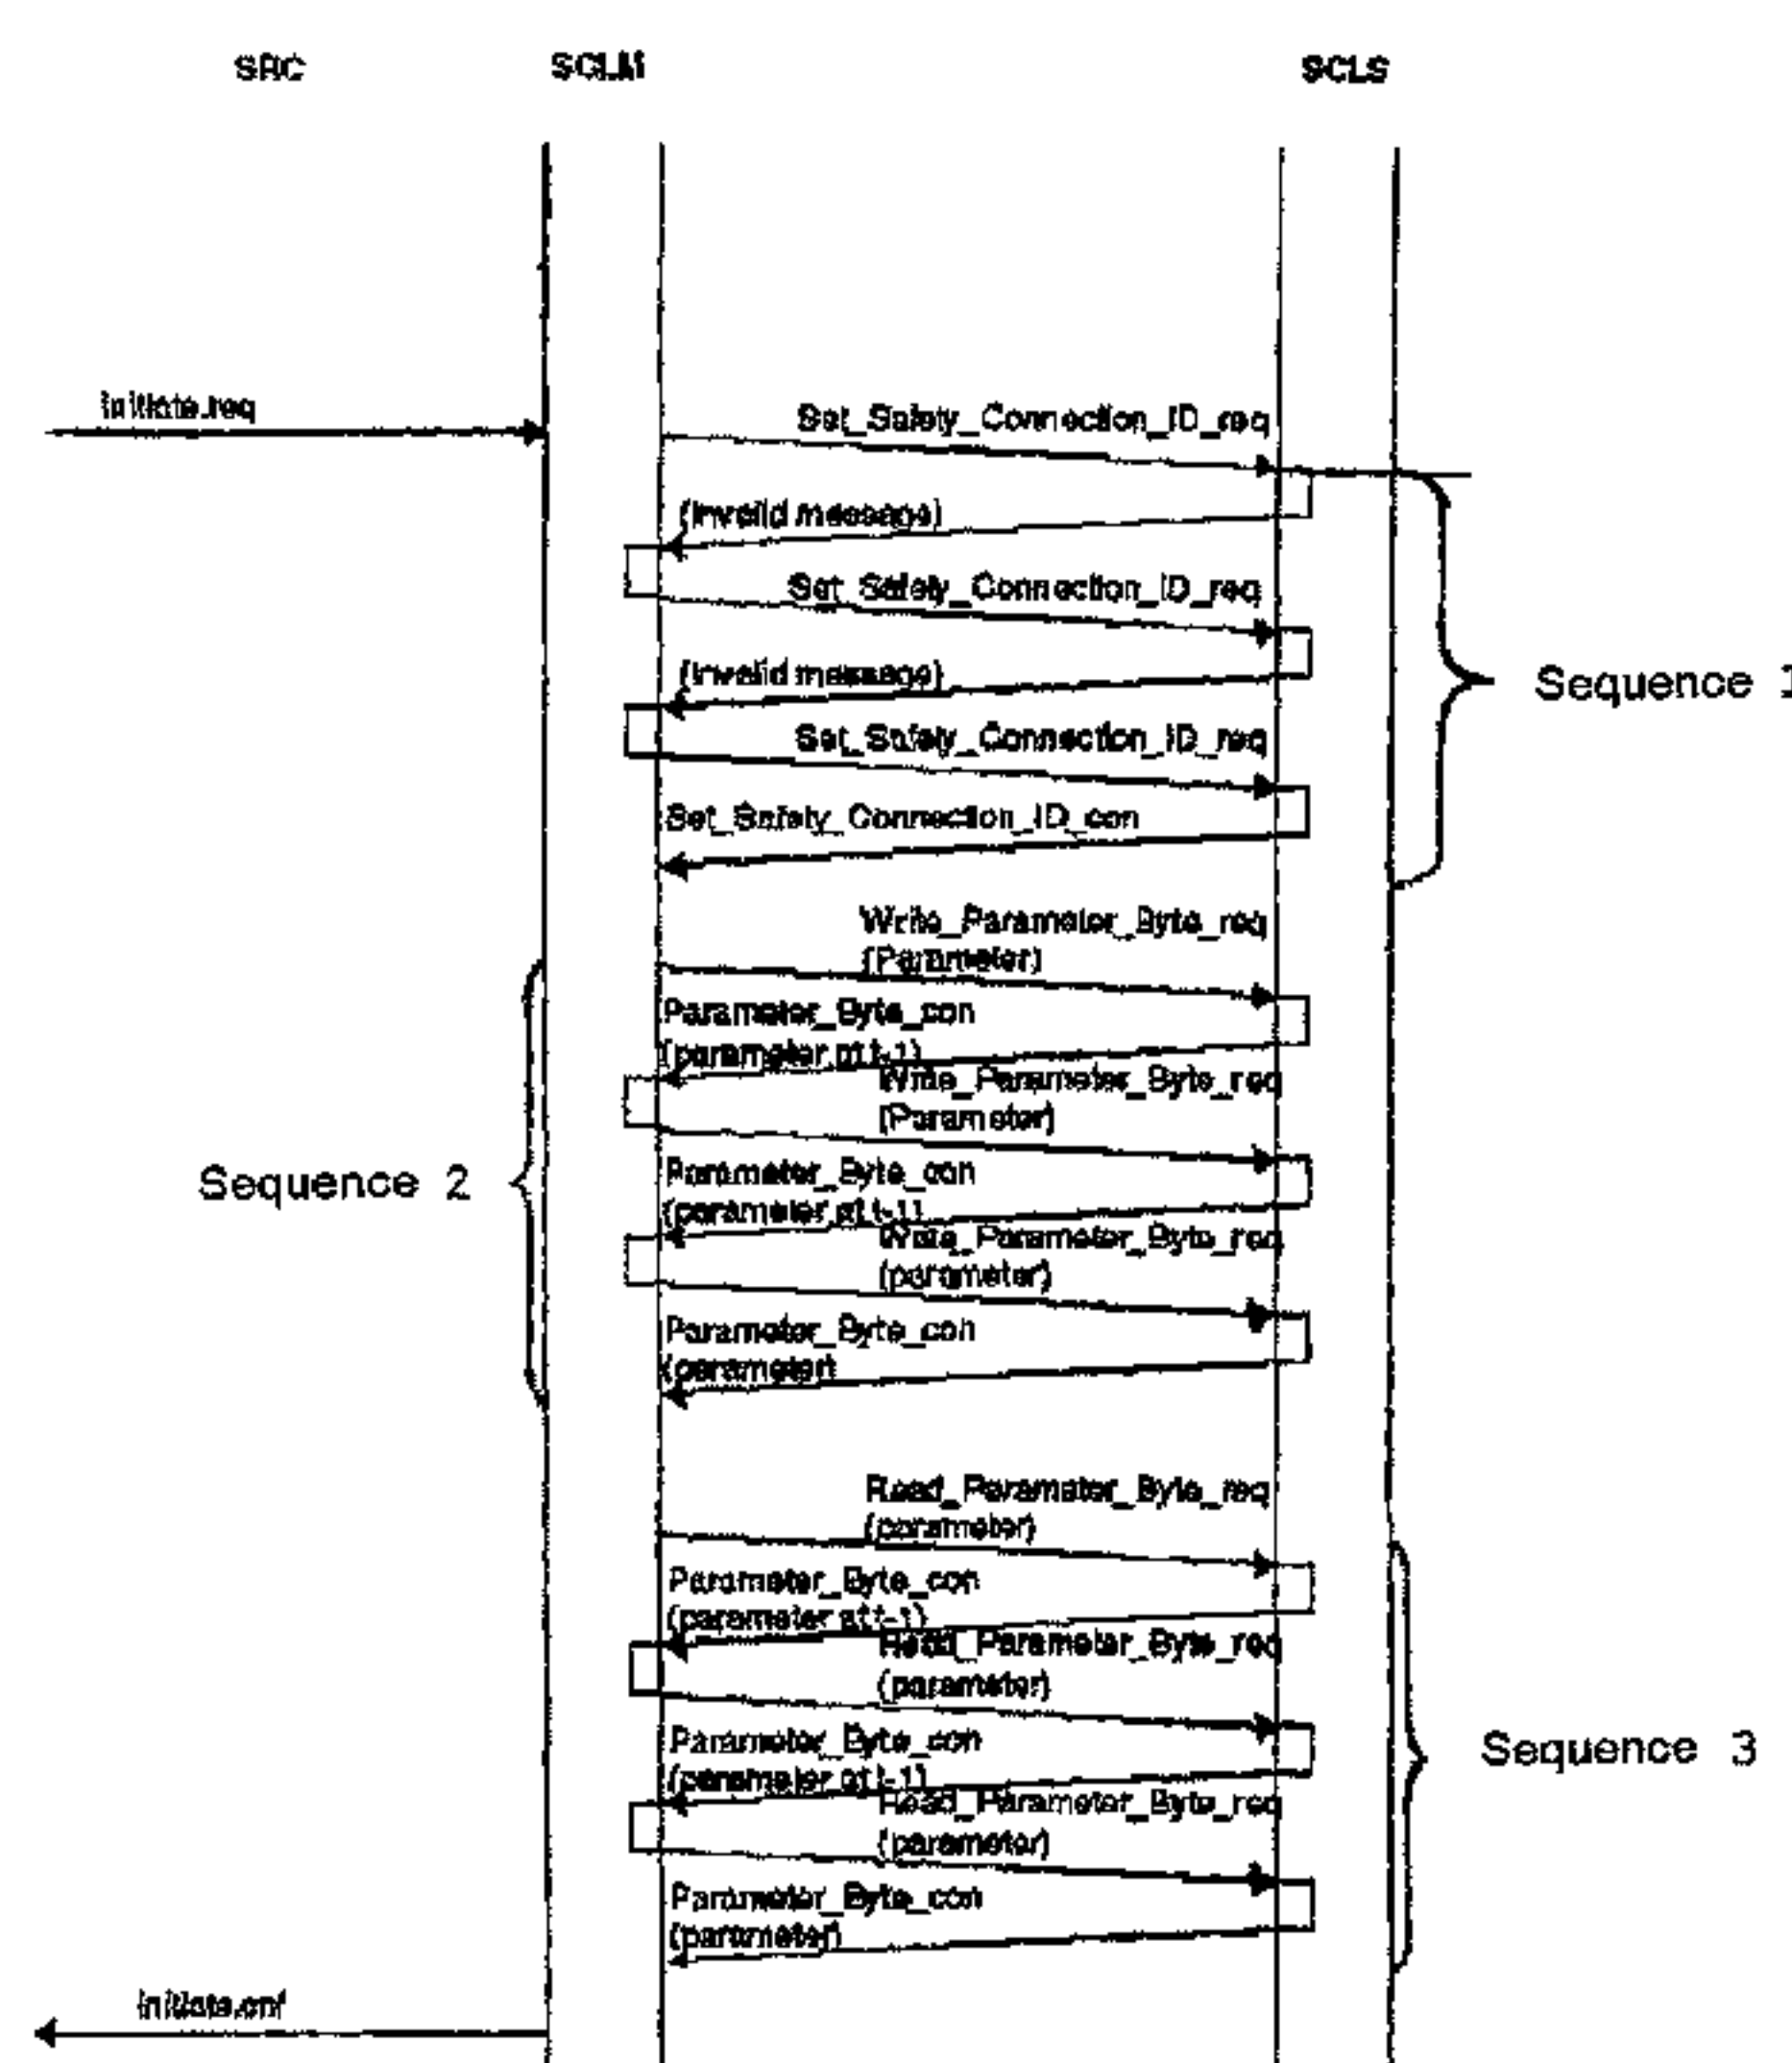 SRC SCLM SCLS
initiate.req
Set_Safety_Connection_ID_req
(Invalid message)
Set_Safety_Connection_ID_req
Sequence 1
(Invalid message)
Set_Safety_Connection_ID_req
Set_Safety_Connection_ID_con
Write_Parameter_Byte_req
(Parameter)
Parameter_Byte_con
(parameter at t-1)
Write_Parameter_Byte_req
(Parameter)
Sequence 2
Parameter_Byte_con
(parameter at t-1)
Write_Parameter_Byte_req
(parameter)
Parameter_Byte_con
(parameter)
Read_Parameter_Byte_req
(parameter)
Parameter_Byte_con
(parameter at t-1)
Read_Parameter_Byte_req
(parameter)
Parameter_Byte_con
Sequence 3
(parameter at t-1)
Read_Parameter_Byte_req
(parameter)
Parameter_Byte_con
(parameter)
initiate.cnf